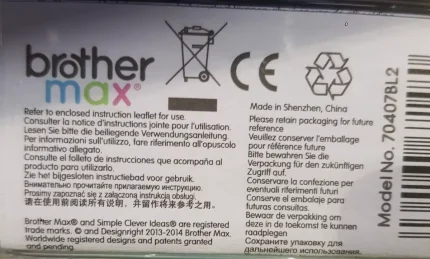 brother
max®
CE
Refer to enclosed instruction leaflet for use.
Consulter la notice d'instructions jointe pour l'utilisation.
Lesen Sie bitte die beiliegende Verwendungsanleitung.
Per informazioni sull'utilizzo, fare riferimento all'opuscolo
informativo allegato.
Consulte el folleto de instrucciones que acompaña al
producto para utilizarlo.
Zie het bijgesloten instructieblad voor gebruik.
Внимательно прочитайте прилагаемую инструкцию.
Prosimy zapoznać się z załączoną instrukcją obsługi.
请在使用前阅读所有说明，并留作将来参考之用。
Brother Max® and Simple Clever Ideas® are registered
trade marks. © and Designright 2013-2014 Brother Max.
Worldwide registered designs and patents granted
and pending.
Made in Shenzhen, China
Please retain packaging for future
reference
Veuillez conserver l'emballage
pour référence future
Bitte bewahren Sie die
Verpackung für den zukünftigen
Zugriff auf.
Conservare la confezione per
eventuali riferimenti futuri
Conserve el embalaje para
futuras consultas.
Bewaar de verpakking om
deze in de toekomst te kunnen
raadplegen
Сохраните упаковку для
дальнейшего использования.
Model No. 70407BL2